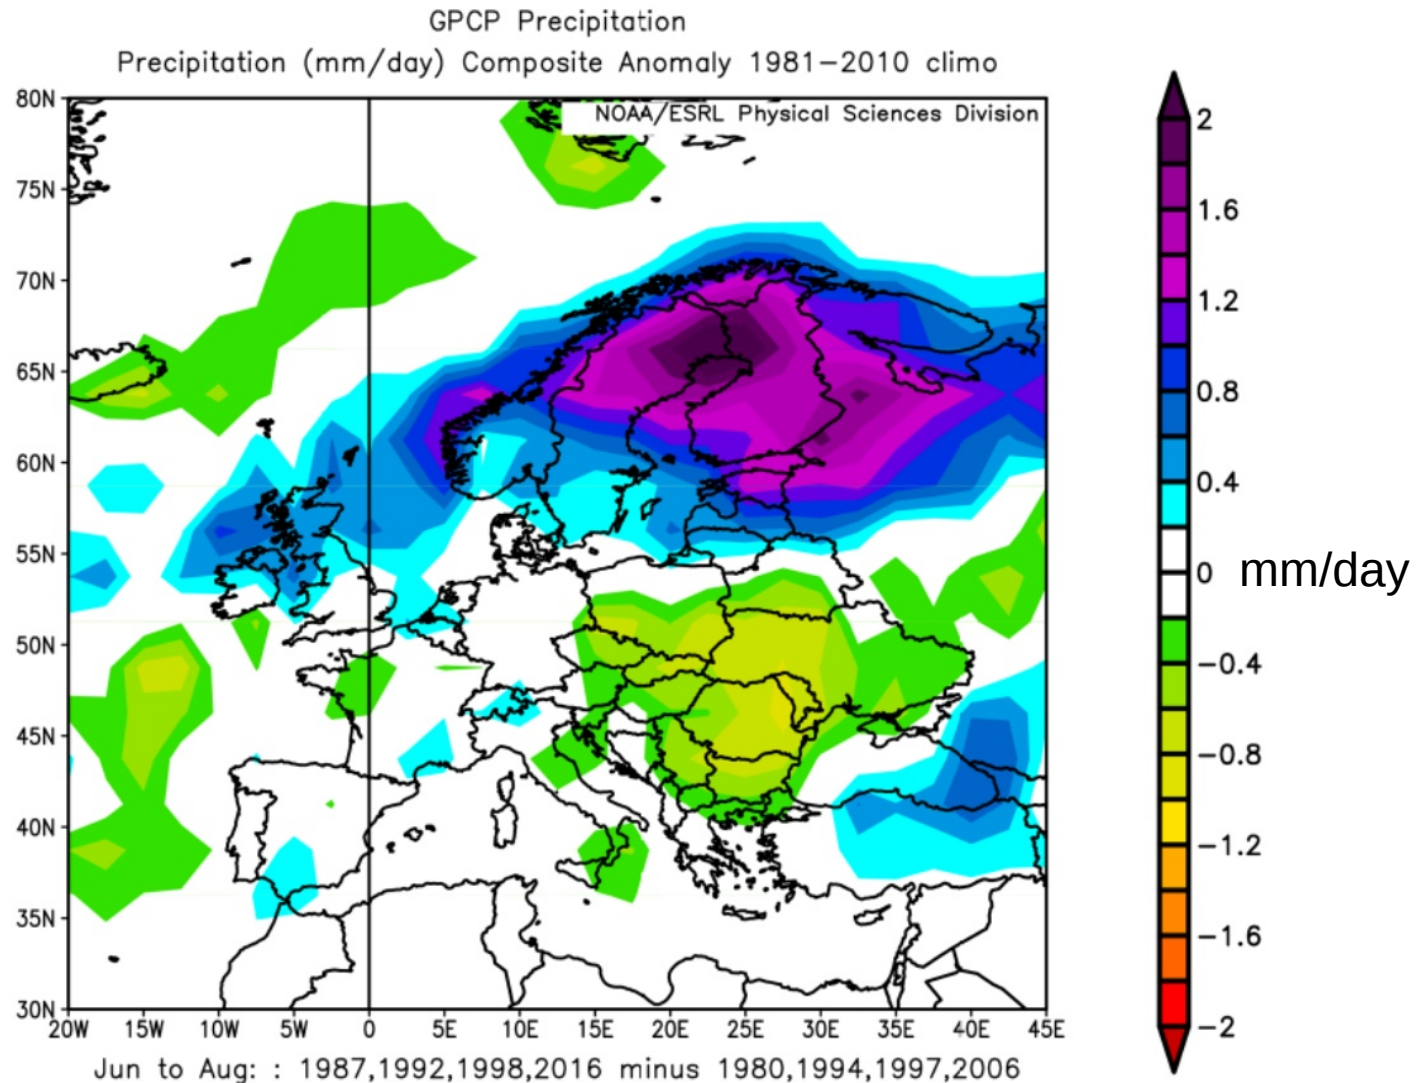 GPCP Precipitation
Precipitation (mm/day) Composite Anomaly 1981-2010 climo
NOAA/ESRL Physical Sciences Division
80N
75N
70N
65N
60N
55N
50N
45N
40N
35N
30N
20W 15W 10W 5W 0 5E 10E 15E 20E 25E 30E 35E 40E 45E
Jun to Aug: : 1987,1992,1998,2016 minus 1980,1994,1997,2006
2
1.6
1.2
0.8
0.4
0 mm/day
-0.4
-0.8
-1.2
-1.6
-2